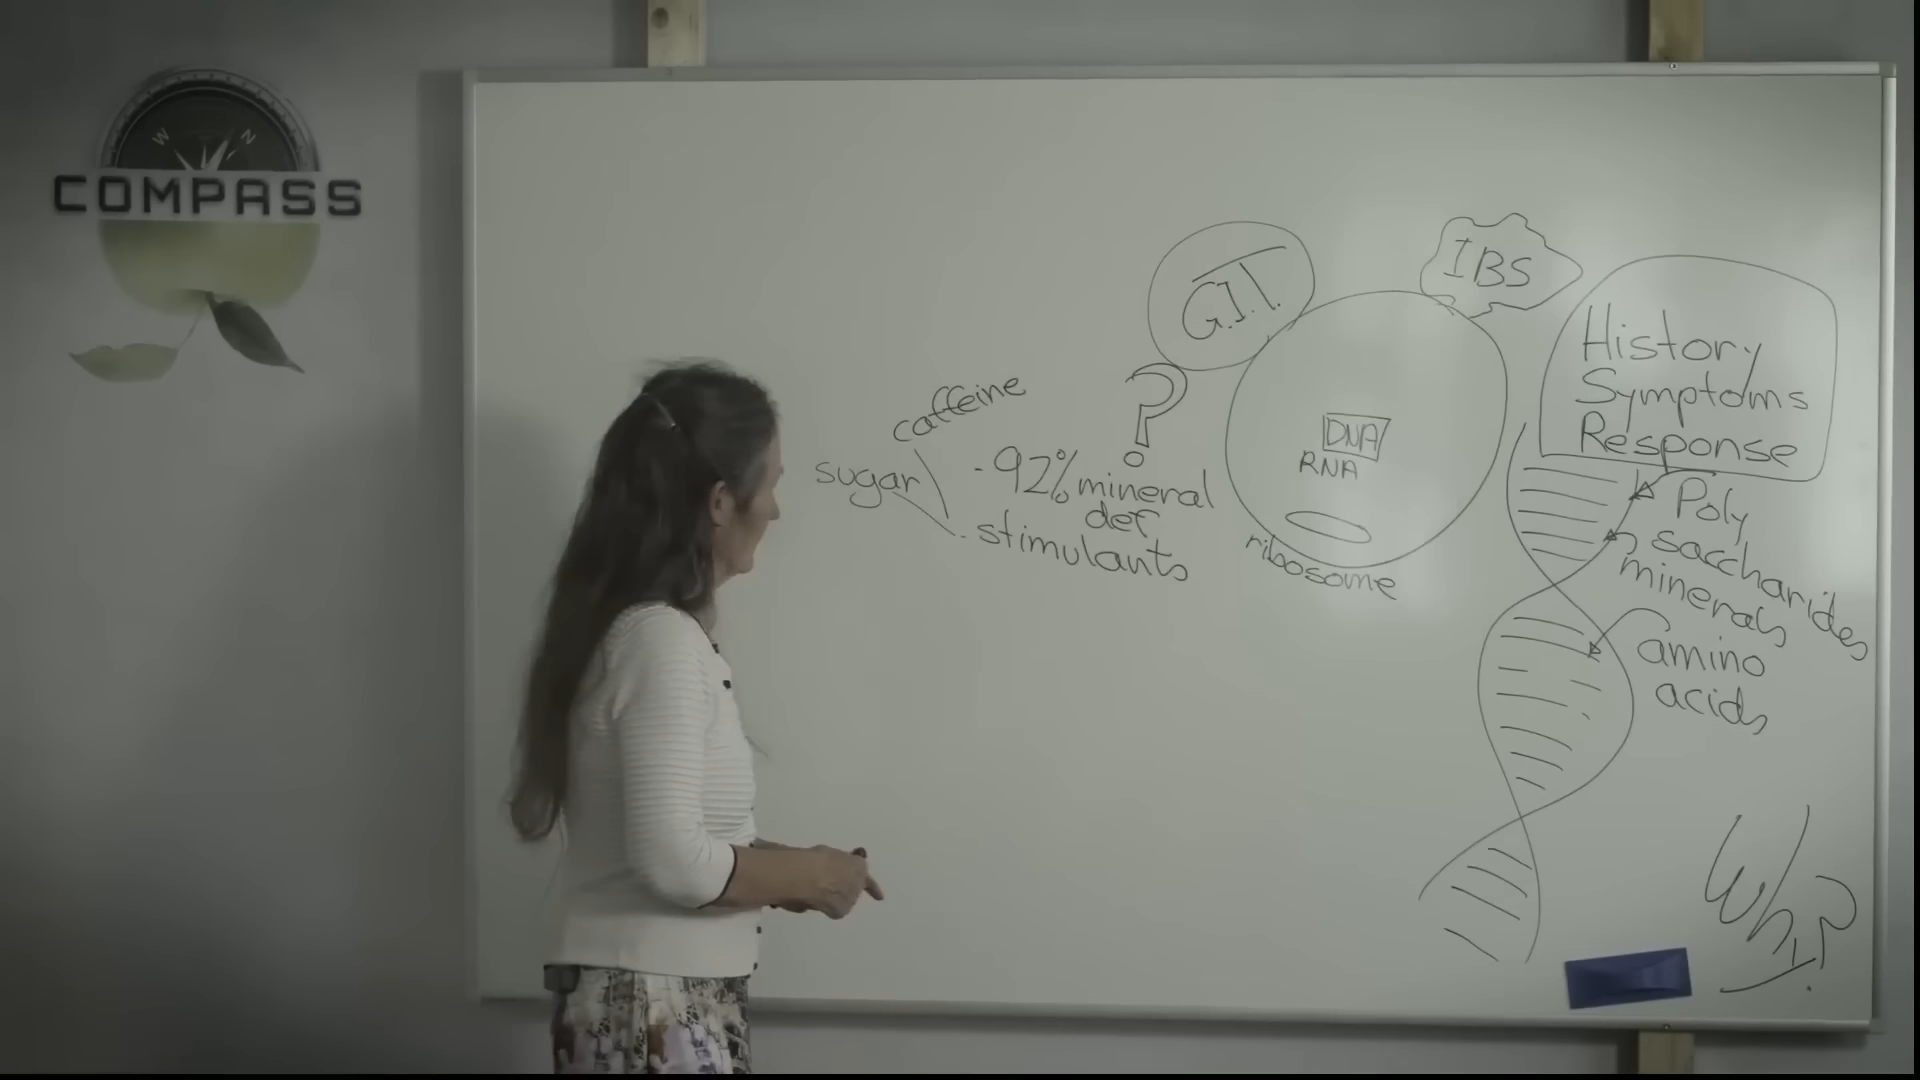 W N
COMPASS
G.I.T.
IBS
History
Symptoms
Response
caffeine
sugar
?
- 92% mineral
def
. stimulants
DNA
RNA
ribosome
Poly
saccharides
minerals
amino
acids